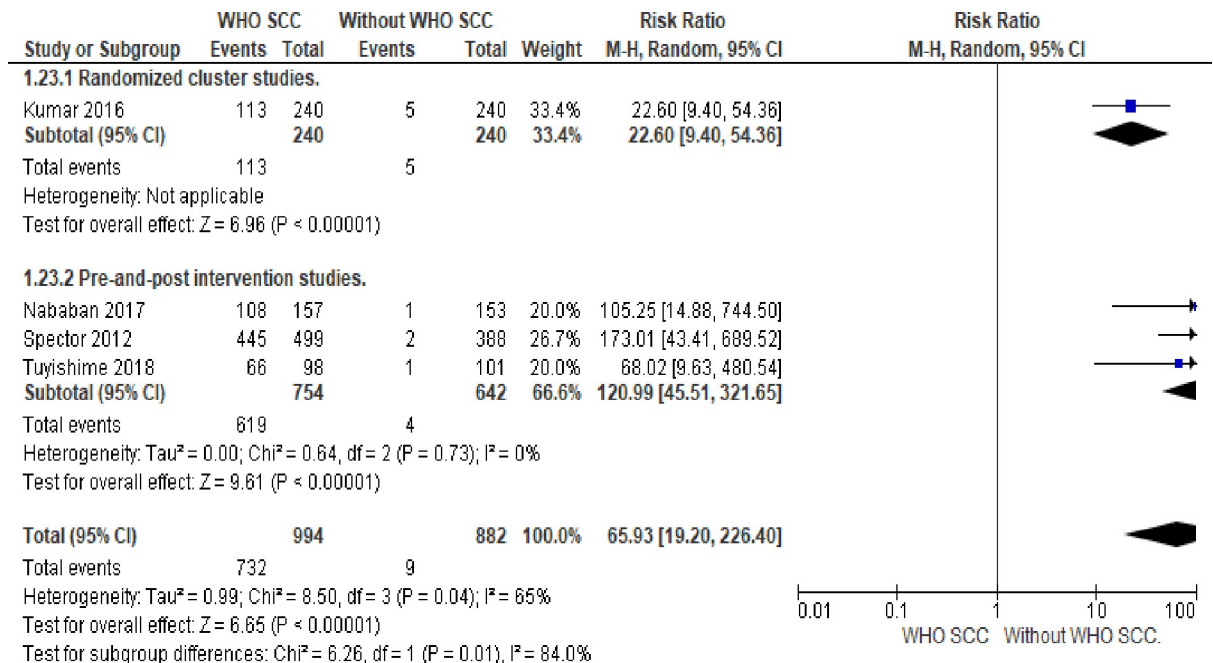 WHO SCC Without WHO SCC Risk Ratio Risk Ratio
Study or Subgroup Events Total Events Total Weight M-H, Random, 95% CI M-H, Random, 95% CI
1.23.1 Randomized cluster studies.
Kumar 2016 113 240 5 240 33.4% 22.60 [9.40, 54.36]
Subtotal (95% CI) 240 240 33.4% 22.60 [9.40, 54.36]
Total events 113 5
Heterogeneity: Not applicable
Test for overall effect: Z = 6.96 (P < 0.00001)
1.23.2 Pre-and-post intervention studies.
Nababan 2017 108 157 1 153 20.0% 105.25 [14.88, 744.50]
Spector 2012 445 499 2 388 26.7% 173.01 [43.41, 689.52]
Tuyishime 2018 66 98 1 101 20.0% 68.02 [9.63, 480.54]
Subtotal (95% CI) 754 642 66.6% 120.99 [45.51, 321.65]
Total events 619 4
Heterogeneity: Tau² = 0.00; Chi² = 0.64, df = 2 (P = 0.73); I² = 0%
Test for overall effect: Z = 9.61 (P < 0.00001)
Total (95% CI) 994 882 100.0% 65.93 [19.20, 226.40]
Total events 732 9
Heterogeneity: Tau² = 0.99; Chi² = 8.50, df = 3 (P = 0.04); I² = 65%
Test for overall effect: Z = 6.65 (P < 0.00001)
Test for subgroup differences: Chi² = 6.26, df = 1 (P = 0.01), I² = 84.0%
0.01 0.1 1 10 100
WHO SCC Without WHO SCC.